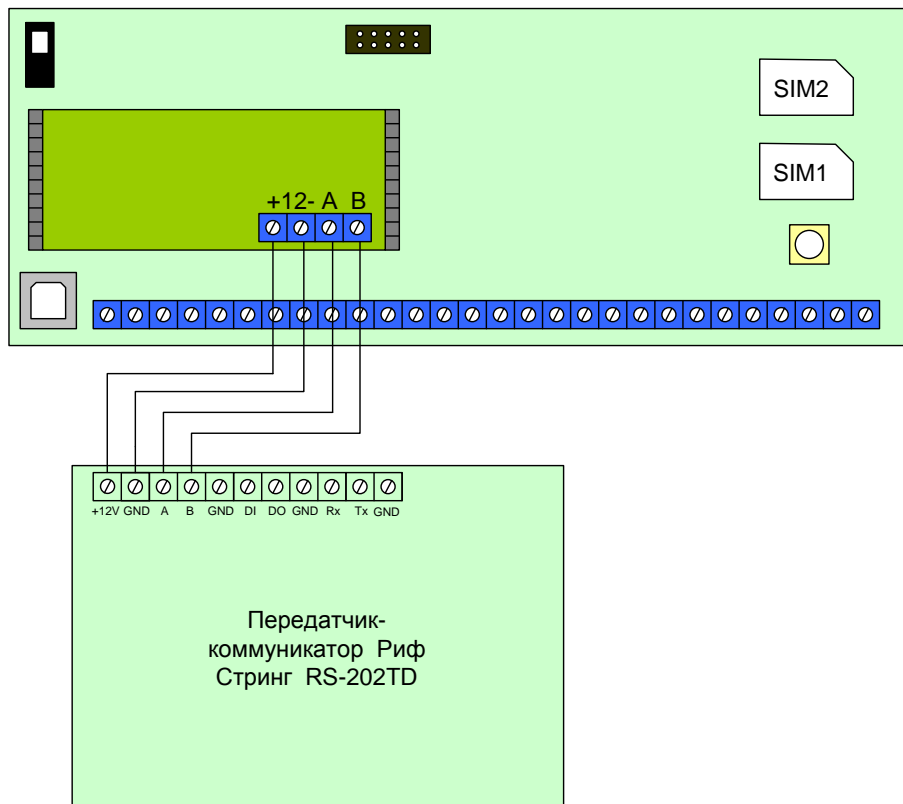 SIM2
SIM1
+12- A B
+12V GND A B GND DI DO GND Rx Tx GND
Передатчик-
коммуникатор Риф
Стринг RS-202TD